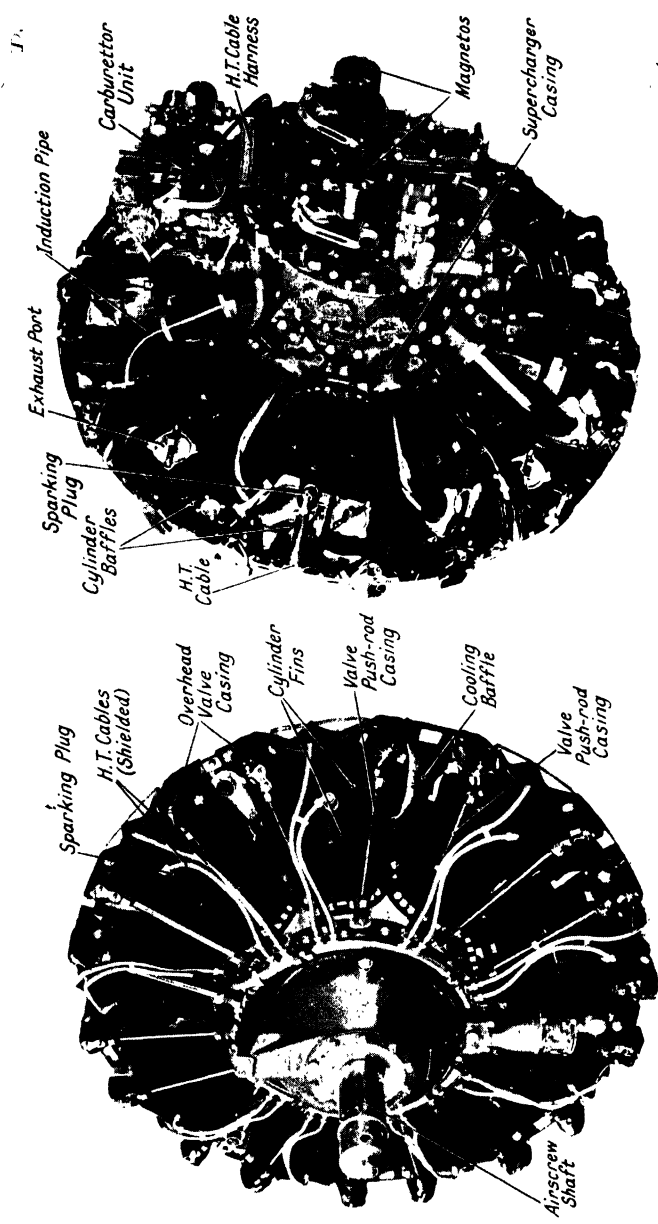 Sparking Plug
H.T. Cables
(Shielded)
Overhead
Valve
Casing
Cylinder
Fins
Valve
Push-rod
Casing
Cooling
Baffle
Valve
Push-rod
Casing
Airscrew
Shaft
H.T.
Cable
Cylinder
Baffles
Sparking
Plug
Exhaust Port
Induction Pipe
Carburettor
Unit
H.T. Cable
Harness
Magnetos
Supercharger
Casing